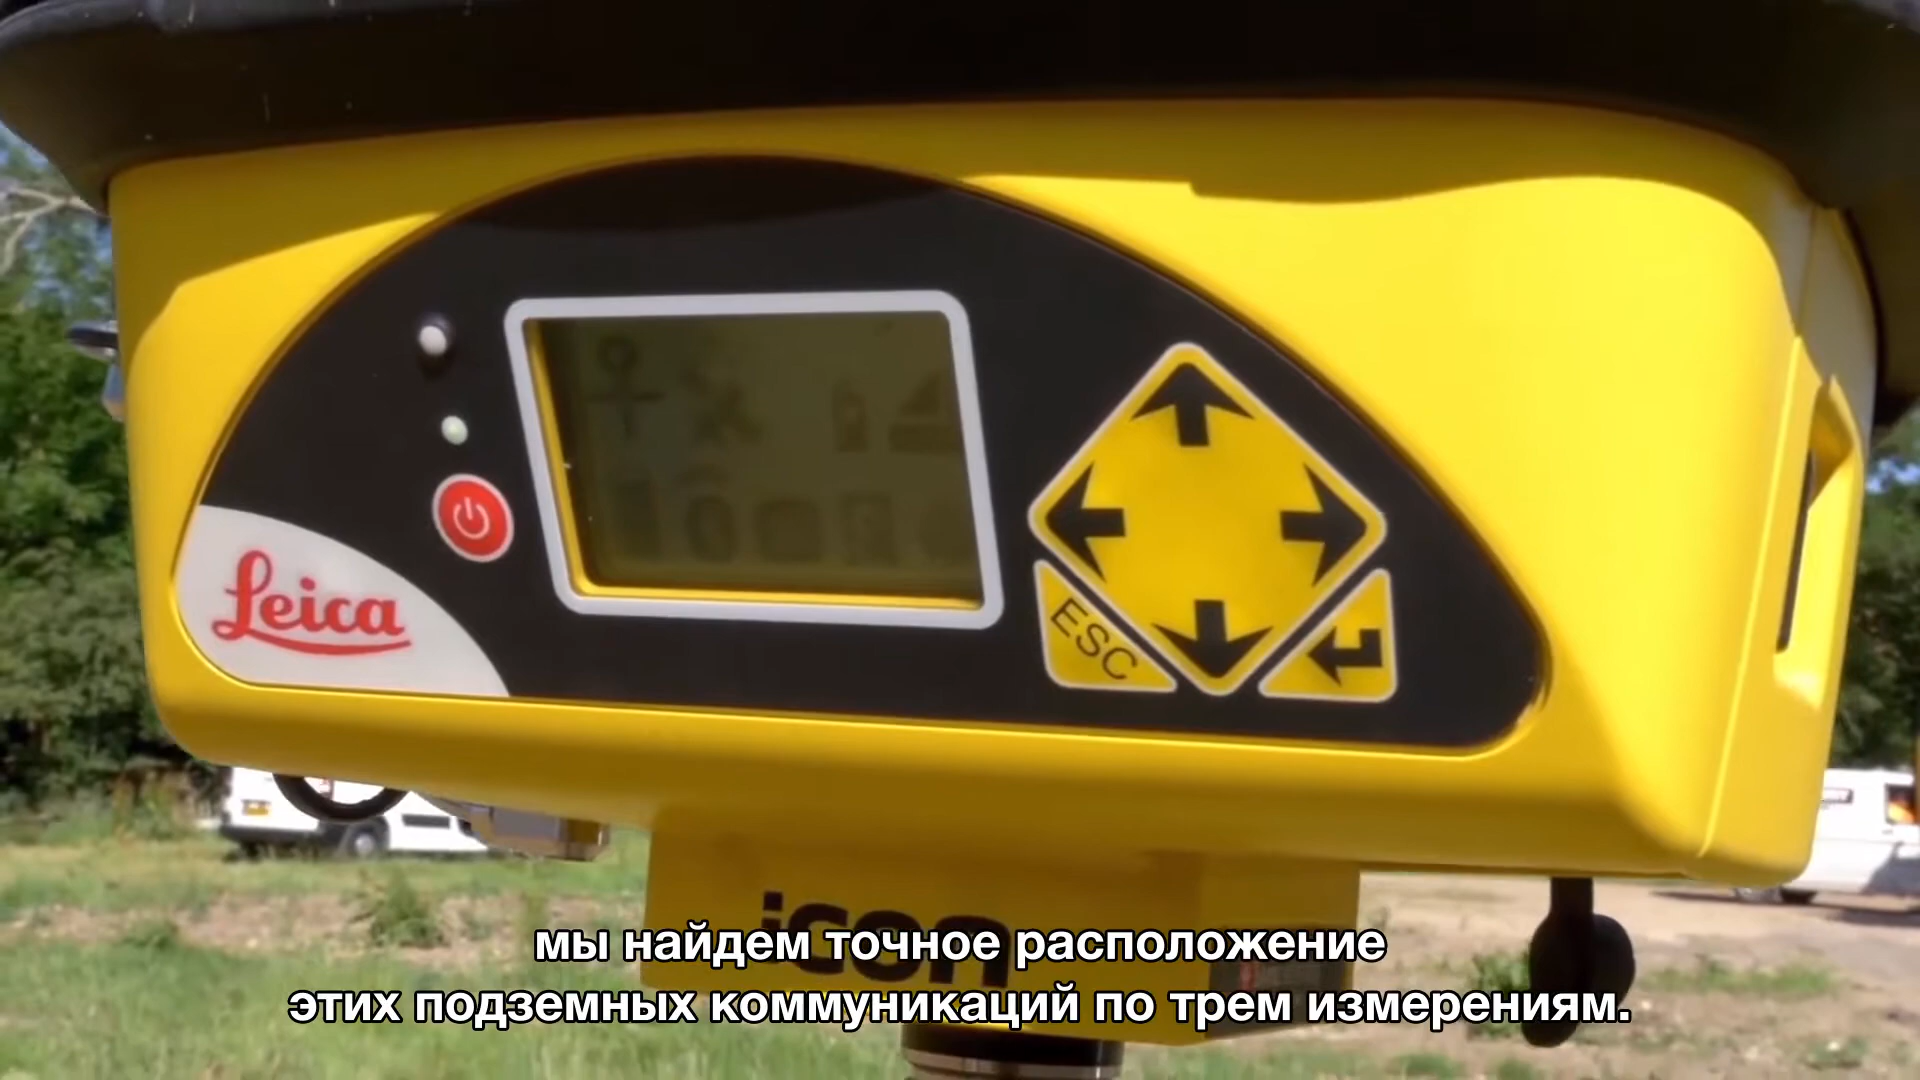 Leica
ESC
iCON
мы найдем точное расположение
этих подземных коммуникаций по трем измерениям.